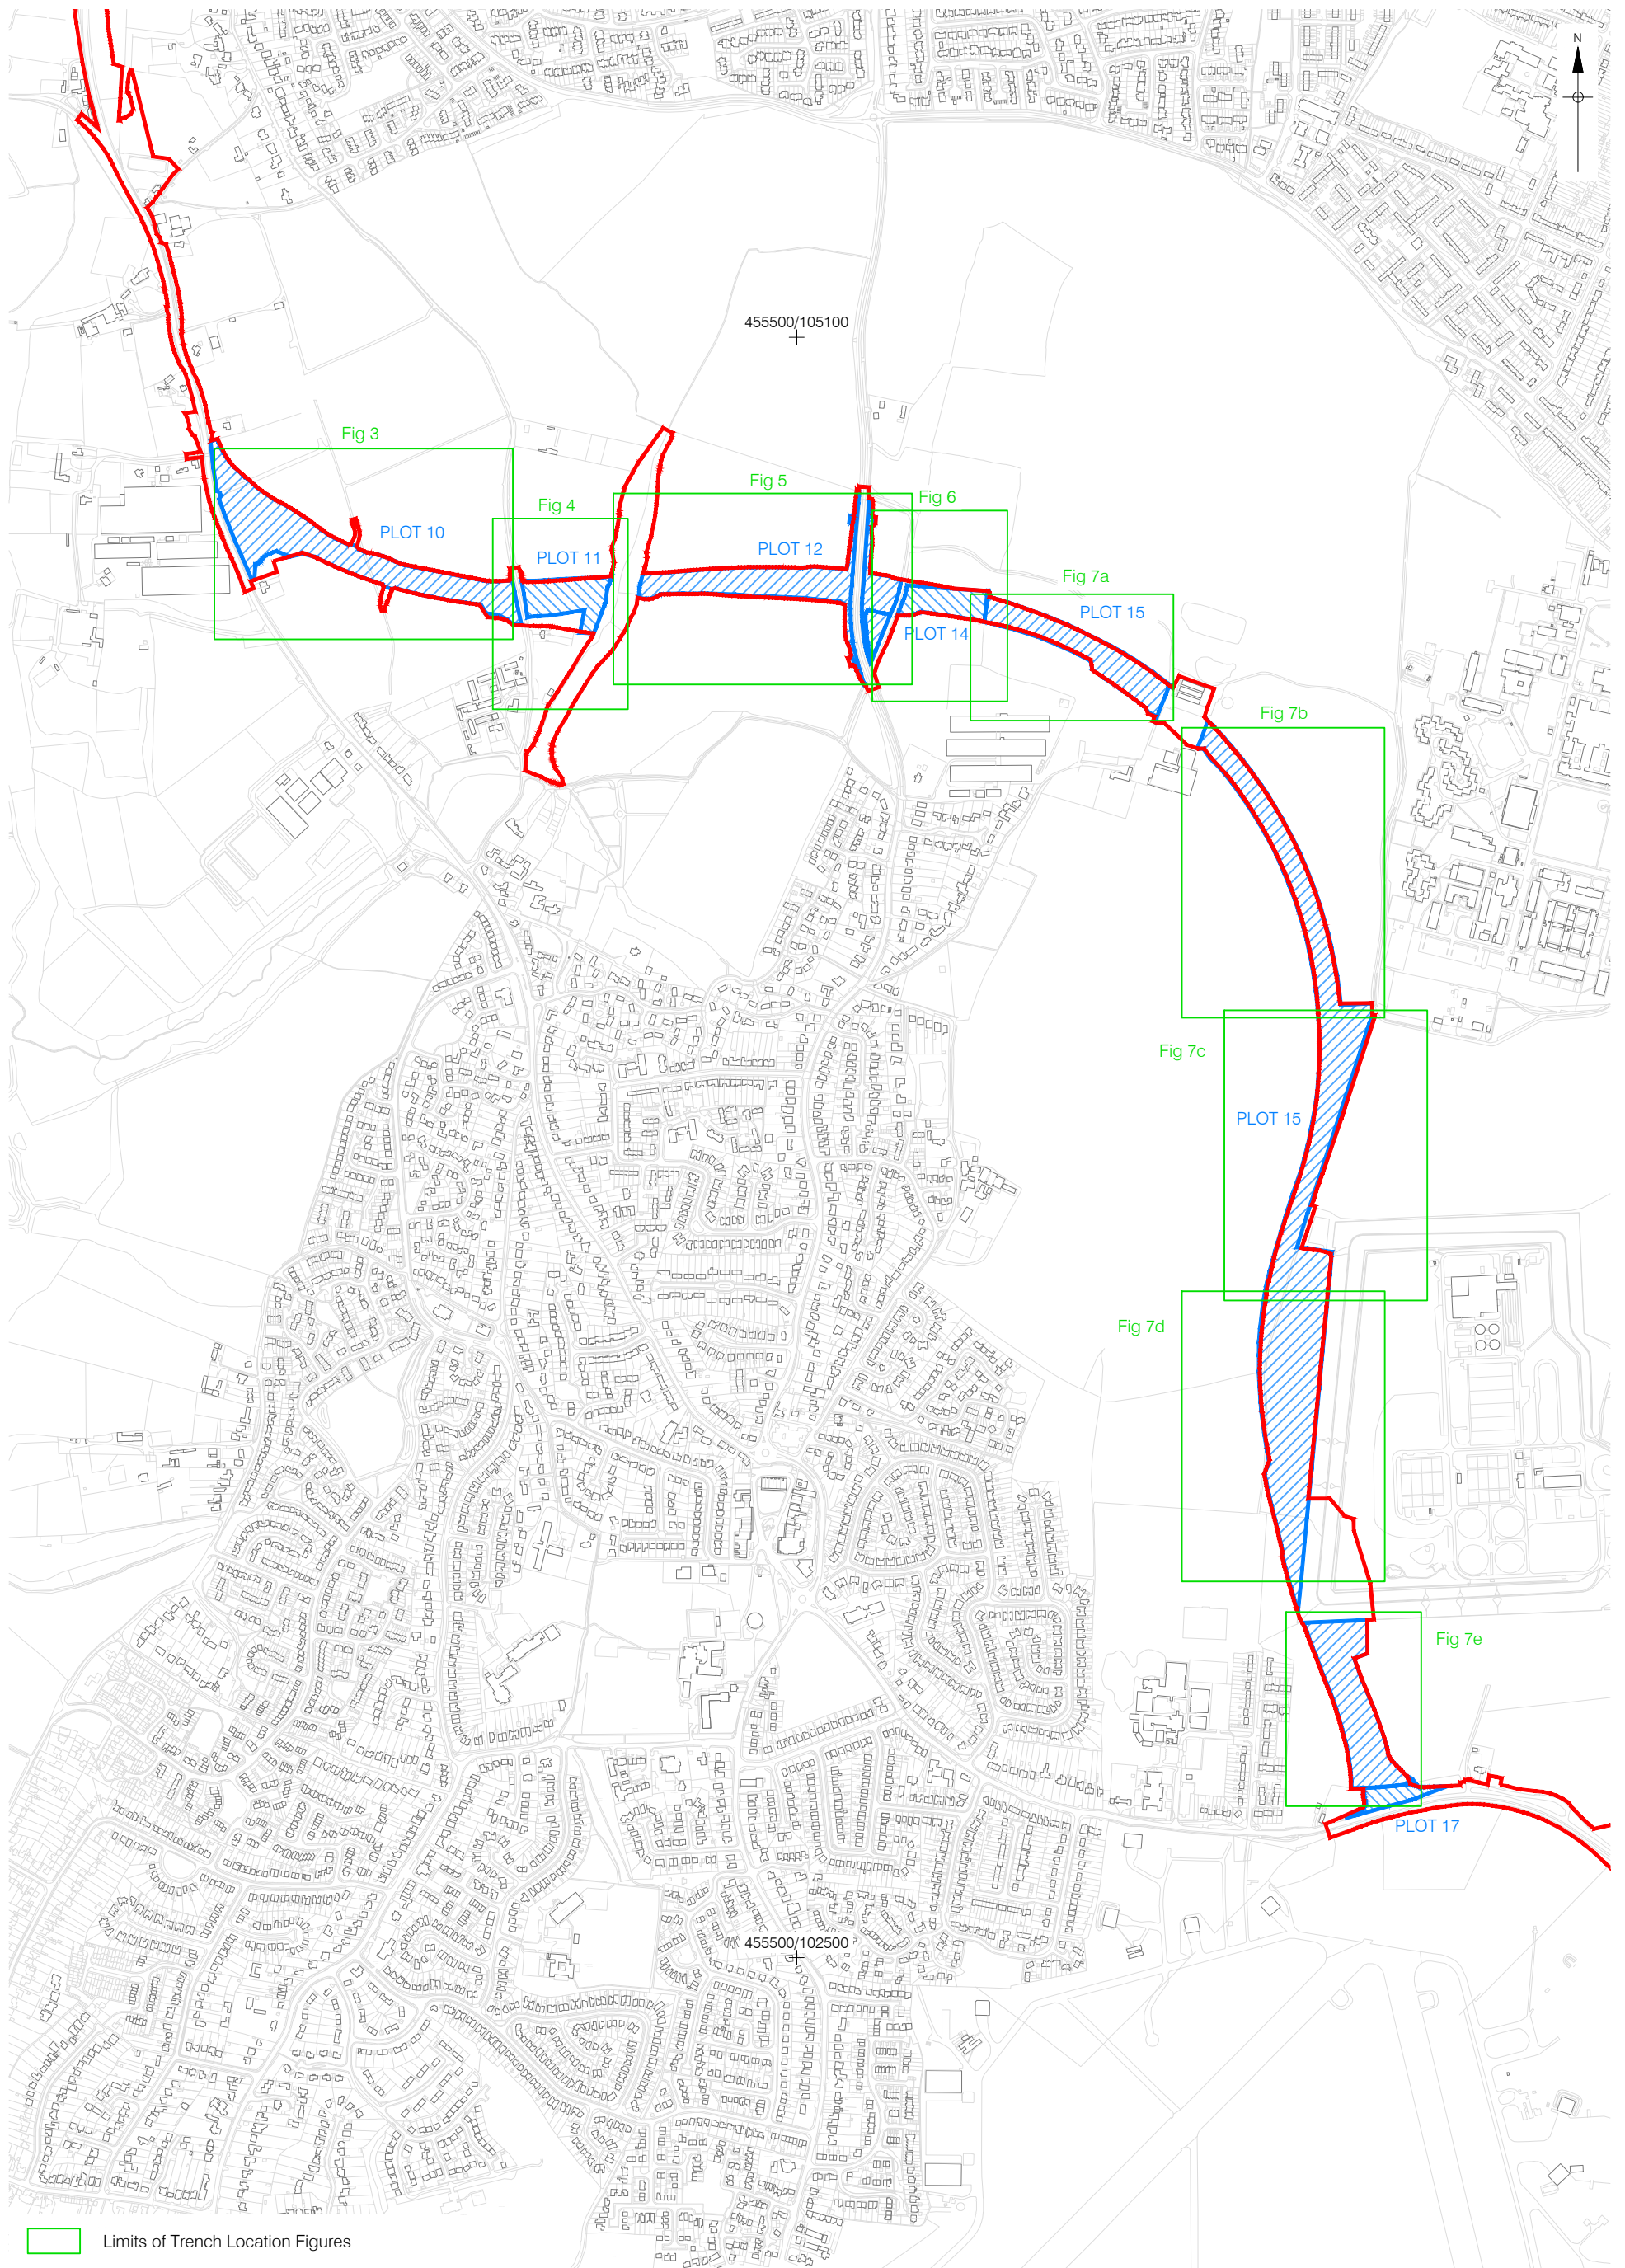 N
455500/105100
Fig 3
Fig 5
Fig 6
Fig 4
PLOT 10
PLOT 12
PLOT 11
Fig 7a
PLOT 15
PLOT 14
Fig 7b
Fig 7c
PLOT 15
Fig 7d
Fig 7e
PLOT 17
455500/102500
Limits of Trench Location Figures